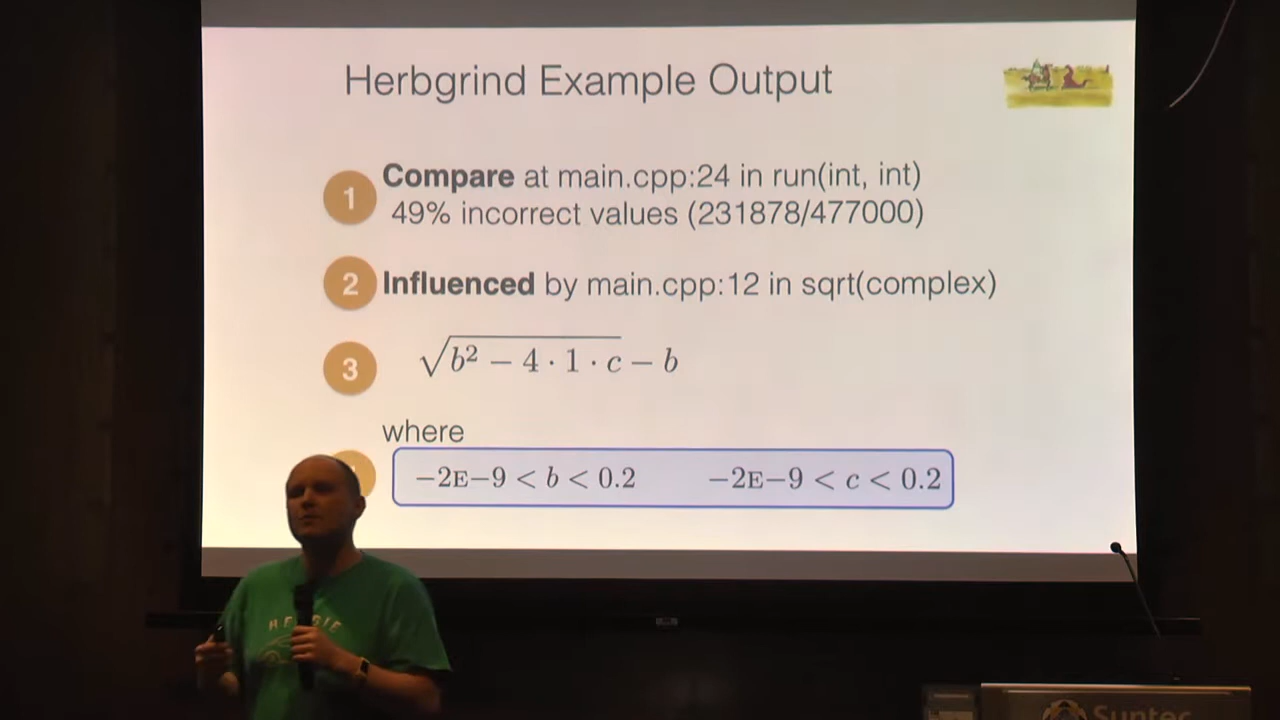 Herbgrind Example Output
1 Compare at main.cpp:24 in run(int, int)
49% incorrect values (231878/477000)
2 Influenced by main.cpp:12 in sqrt(complex)
3 √b² − 4 · 1 · c − b
where
−2E−9 < b < 0.2 −2E−9 < c < 0.2
Suntec